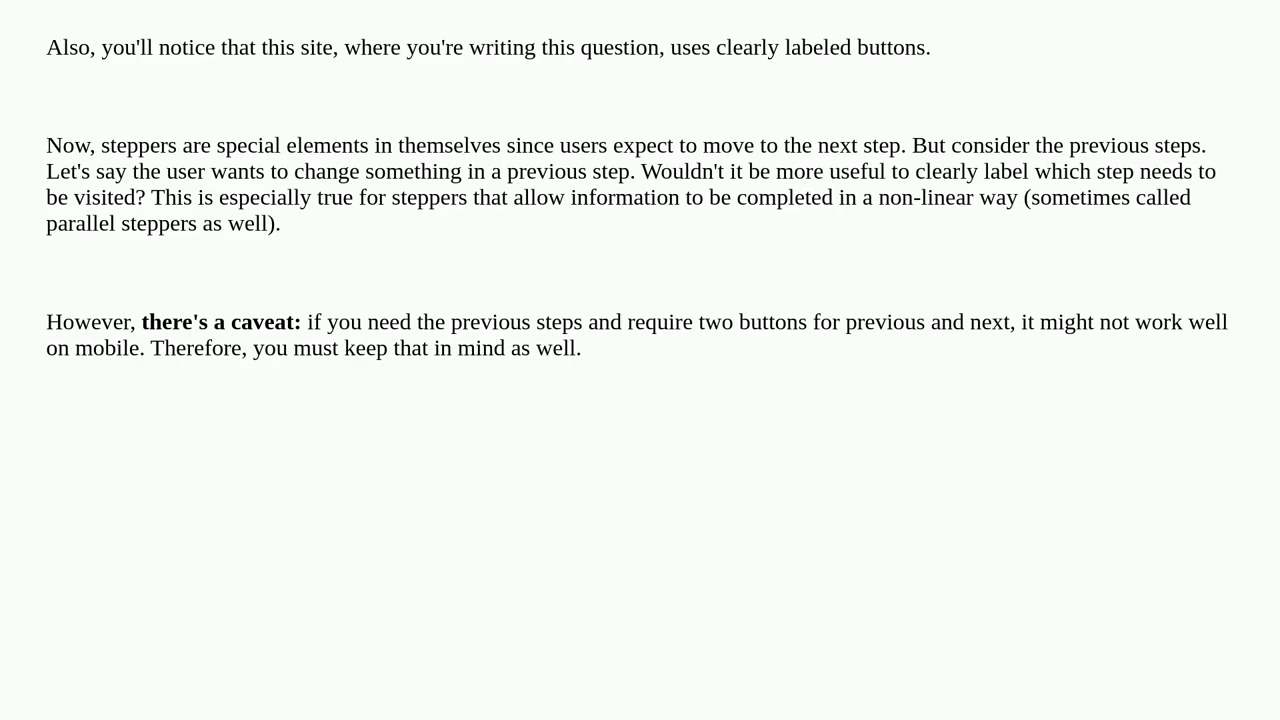 Also, you'll notice that this site, where you're writing this question, uses clearly labeled buttons.
Now, steppers are special elements in themselves since users expect to move to the next step. But consider the previous steps.
Let's say the user wants to change something in a previous step. Wouldn't it be more useful to clearly label which step needs to
be visited? This is especially true for steppers that allow information to be completed in a non-linear way (sometimes called
parallel steppers as well).
However, there's a caveat: if you need the previous steps and require two buttons for previous and next, it might not work well
on mobile. Therefore, you must keep that in mind as well.